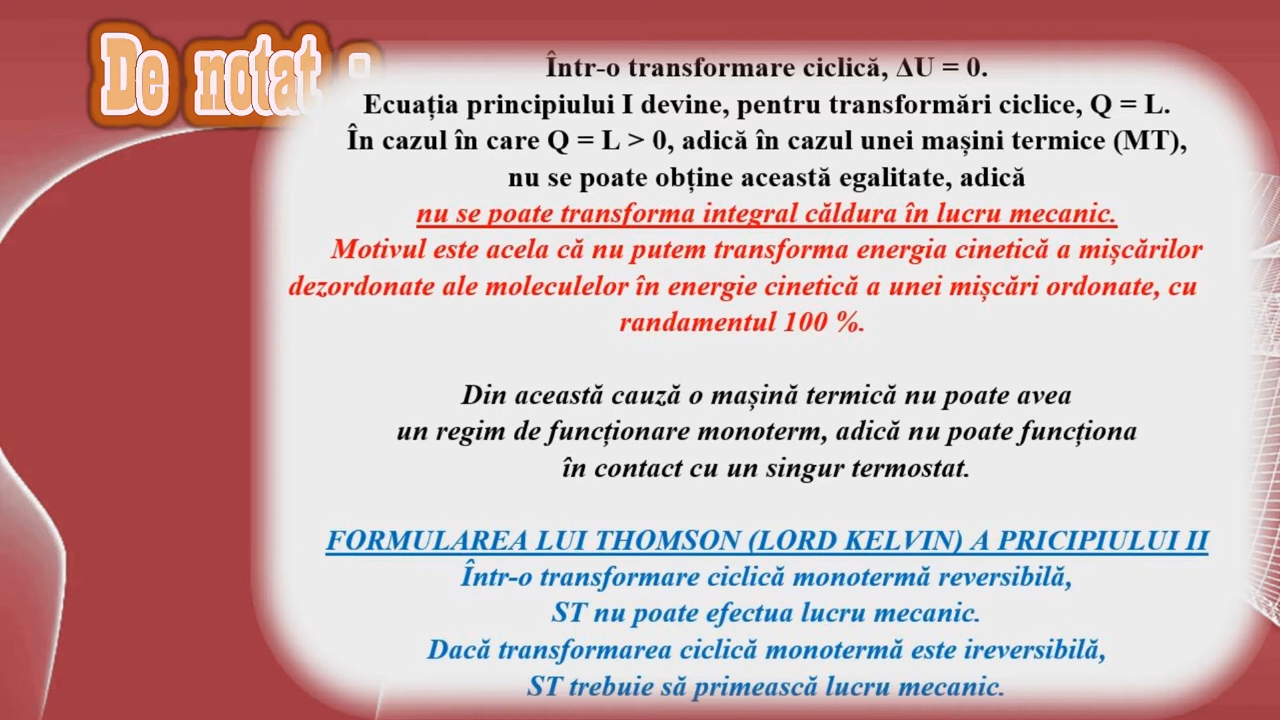 De notat :
Într-o transformare ciclică, ΔU = 0.
Ecuația principiului I devine, pentru transformări ciclice, Q = L.
În cazul în care Q = L > 0, adică în cazul unei mașini termice (MT),
nu se poate obține această egalitate, adică
nu se poate transforma integral căldura în lucru mecanic.
Motivul este acela că nu putem transforma energia cinetică a mișcărilor
dezordonate ale moleculelor în energie cinetică a unei mișcări ordonate, cu
randamentul 100 %.
Din această cauză o mașină termică nu poate avea
un regim de funcționare monoterm, adică nu poate funcționa
în contact cu un singur termostat.
FORMULAREA LUI THOMSON (LORD KELVIN) A PRICIPIULUI II
Într-o transformare ciclică monotermă reversibilă,
ST nu poate efectua lucru mecanic.
Dacă transformarea ciclică monotermă este ireversibilă,
ST trebuie să primească lucru mecanic.